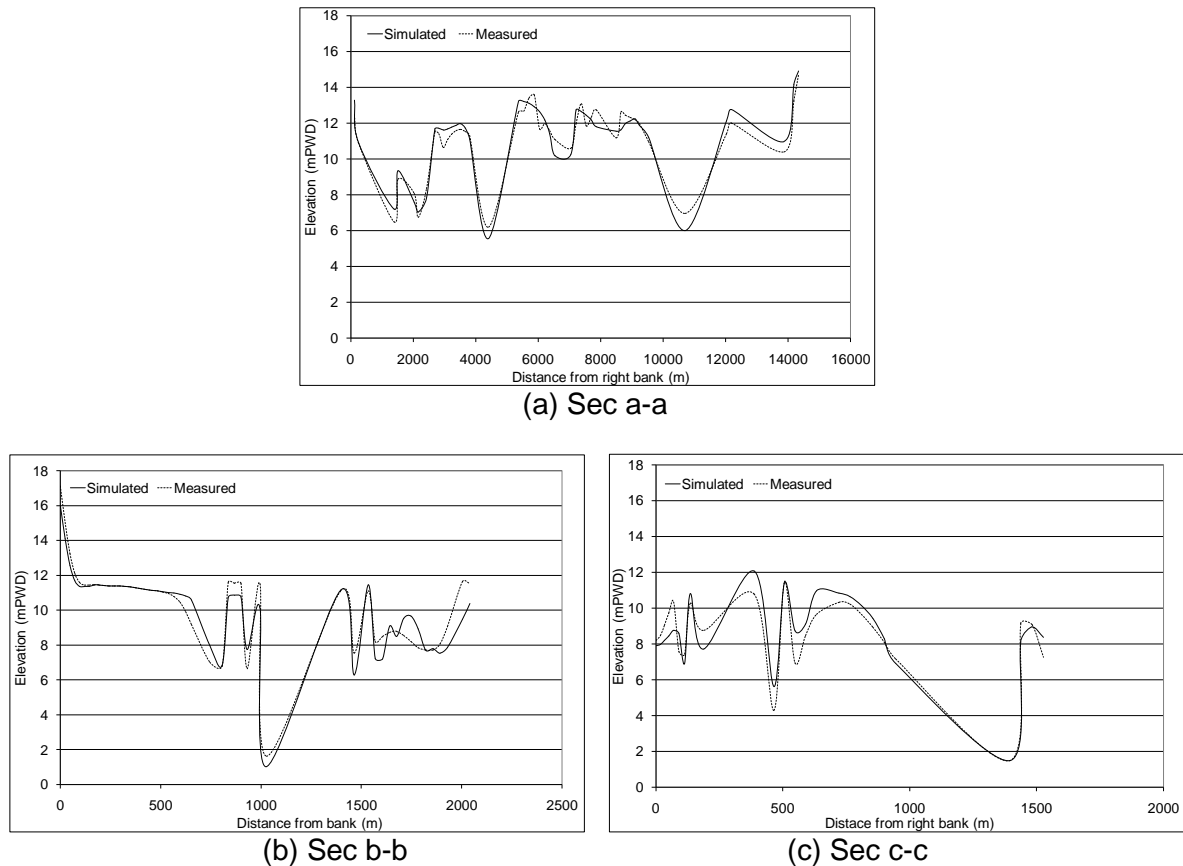 18
16
14
12
10
8
6
4
2
0
Elevation (mPWD)
Simulated Measured
0 2000 4000 6000 8000 10000 12000 14000 16000
Distance from right bank (m)
(a) Sec a-a
18
16
14
12
10
8
6
4
2
0
Elevation (mPWD)
Simulated Measured
0 500 1000 1500 2000 2500
Distance from bank (m)
(b) Sec b-b
18
16
14
12
10
8
6
4
2
0
Elevation (mPWD)
Simulated Measured
0 500 1000 1500 2000
Distace from right bank (m)
(c) Sec c-c